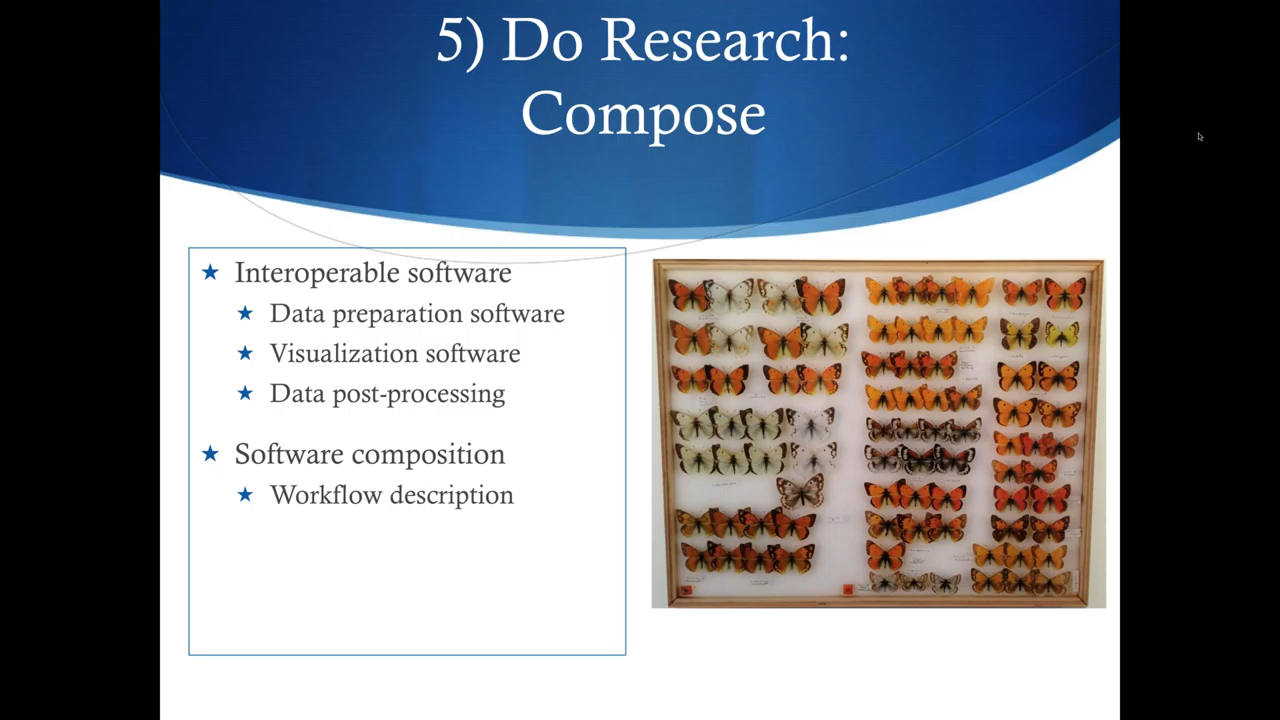 5) Do Research:
Compose
Interoperable software
Data preparation software
Visualization software
Data post-processing
Software composition
Workflow description